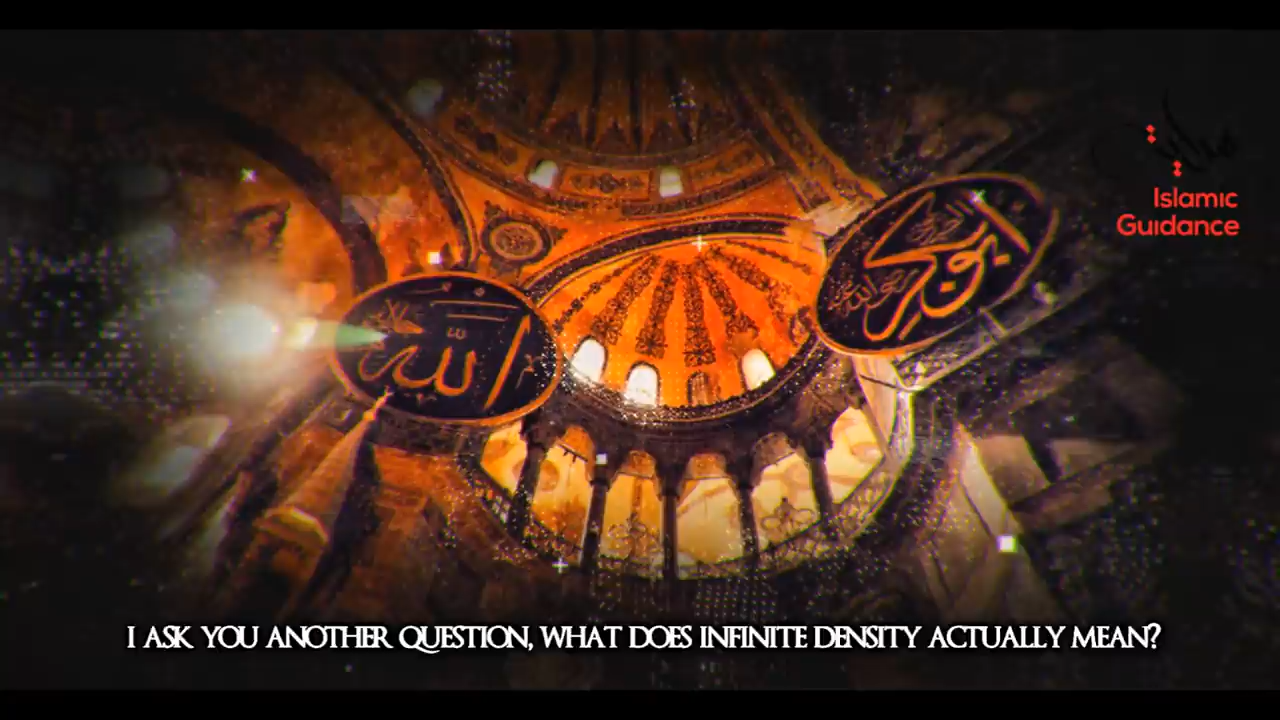 الله
ابو بكر
Islamic
Guidance
I ASK YOU ANOTHER QUESTION, WHAT DOES INFINITE DENSITY ACTUALLY MEAN?